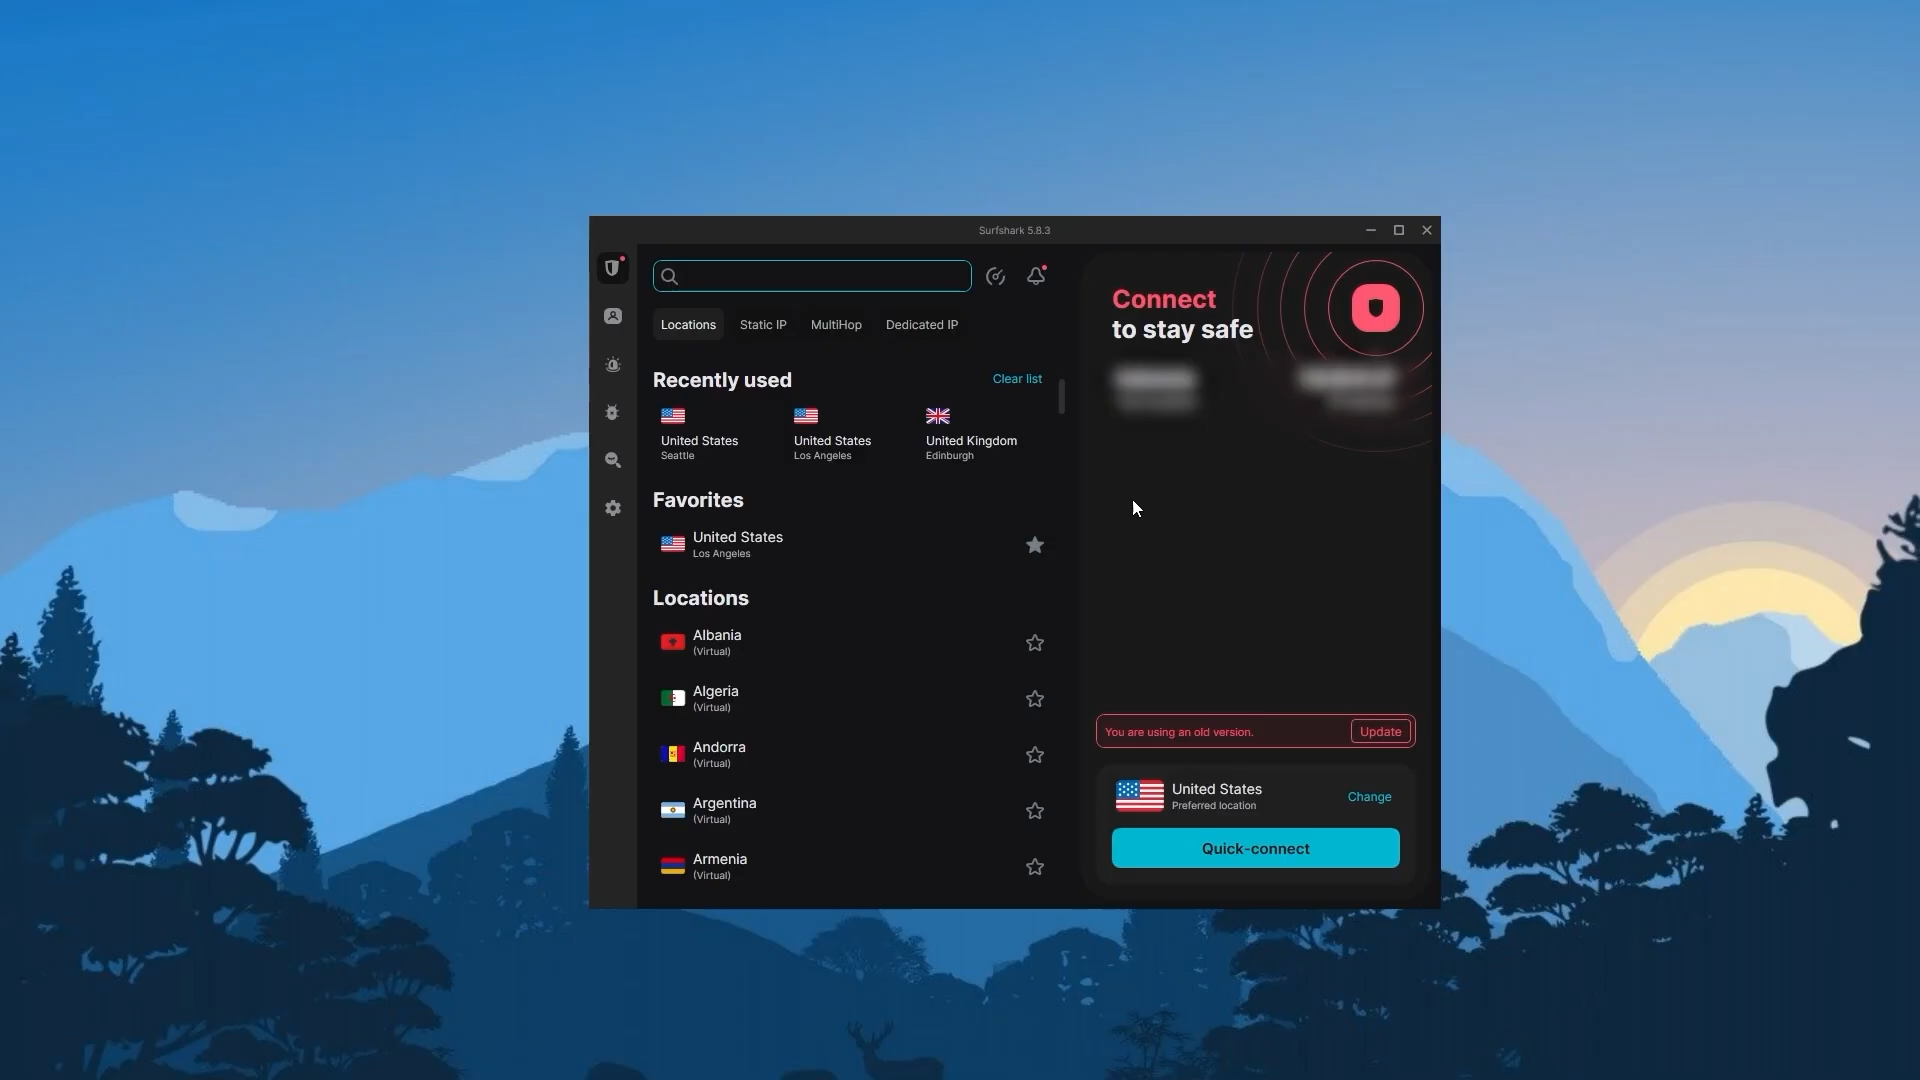 Surfshark 5.8.3
Locations
Static IP
MultiHop
Dedicated IP
Recently used
Clear list
United States
Seattle
United States
Los Angeles
United Kingdom
Edinburgh
Favorites
United States
Los Angeles
Locations
Albania
(Virtual)
Algeria
(Virtual)
Andorra
(Virtual)
Argentina
(Virtual)
Armenia
(Virtual)
Connect
to stay safe
You are using an old version.
Update
United States
Preferred location
Change
Quick-connect